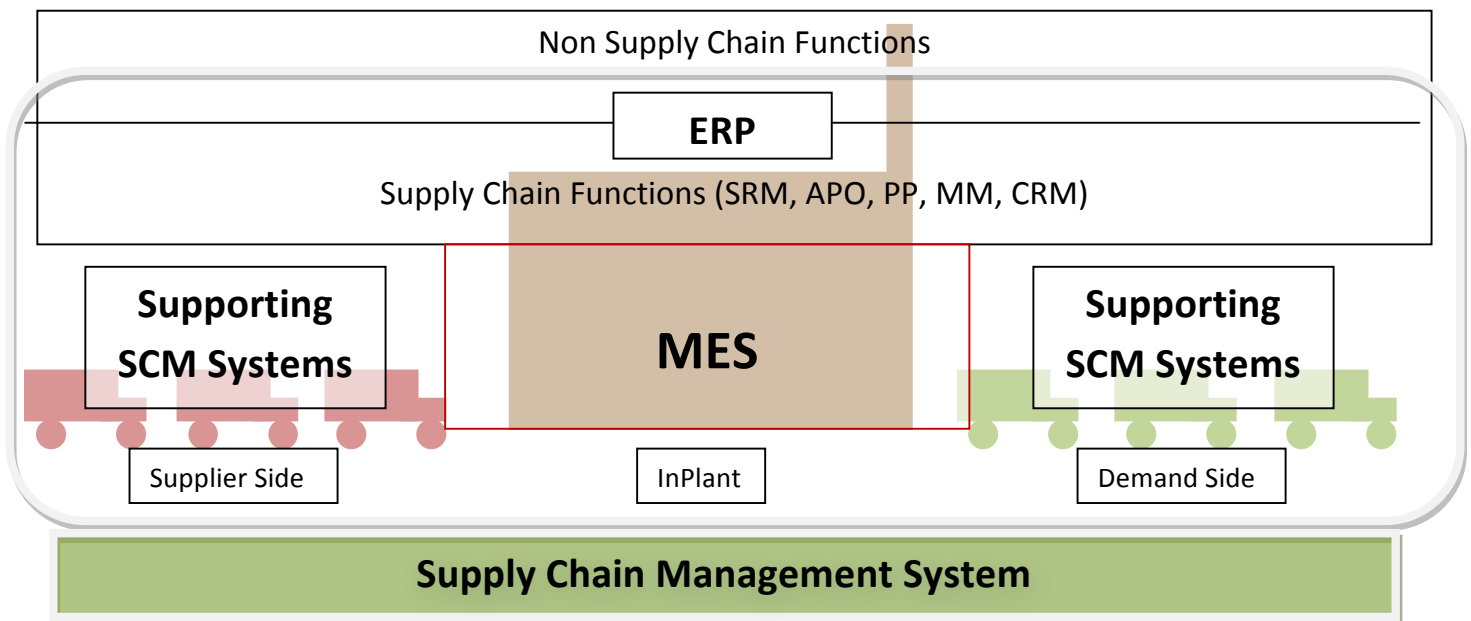 Non Supply Chain Functions
ERP
Supply Chain Functions (SRM, APO, PP, MM, CRM)
Supporting
SCM Systems
MES
Supporting
SCM Systems
Supplier Side
InPlant
Demand Side
Supply Chain Management System